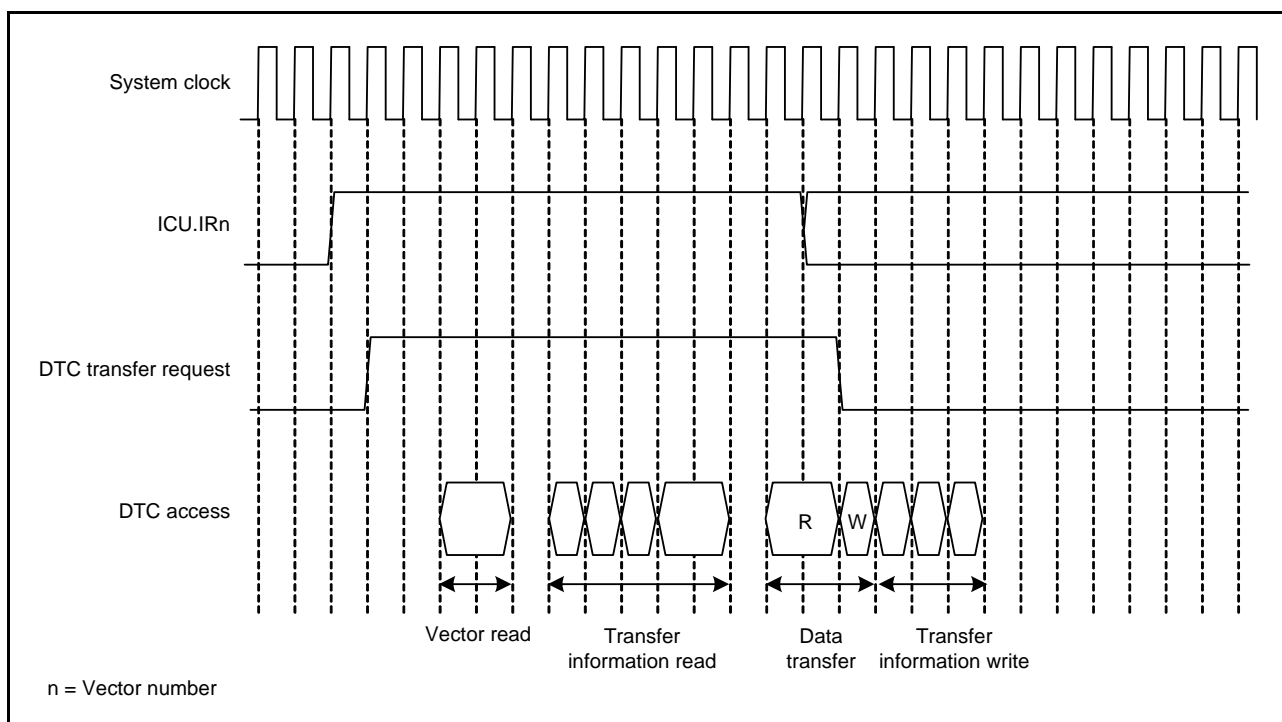 System clock
ICU.IRn
DTC transfer request
DTC access
R
W
Vector read
Transfer
information read
Data
transfer
Transfer
information write
n = Vector number